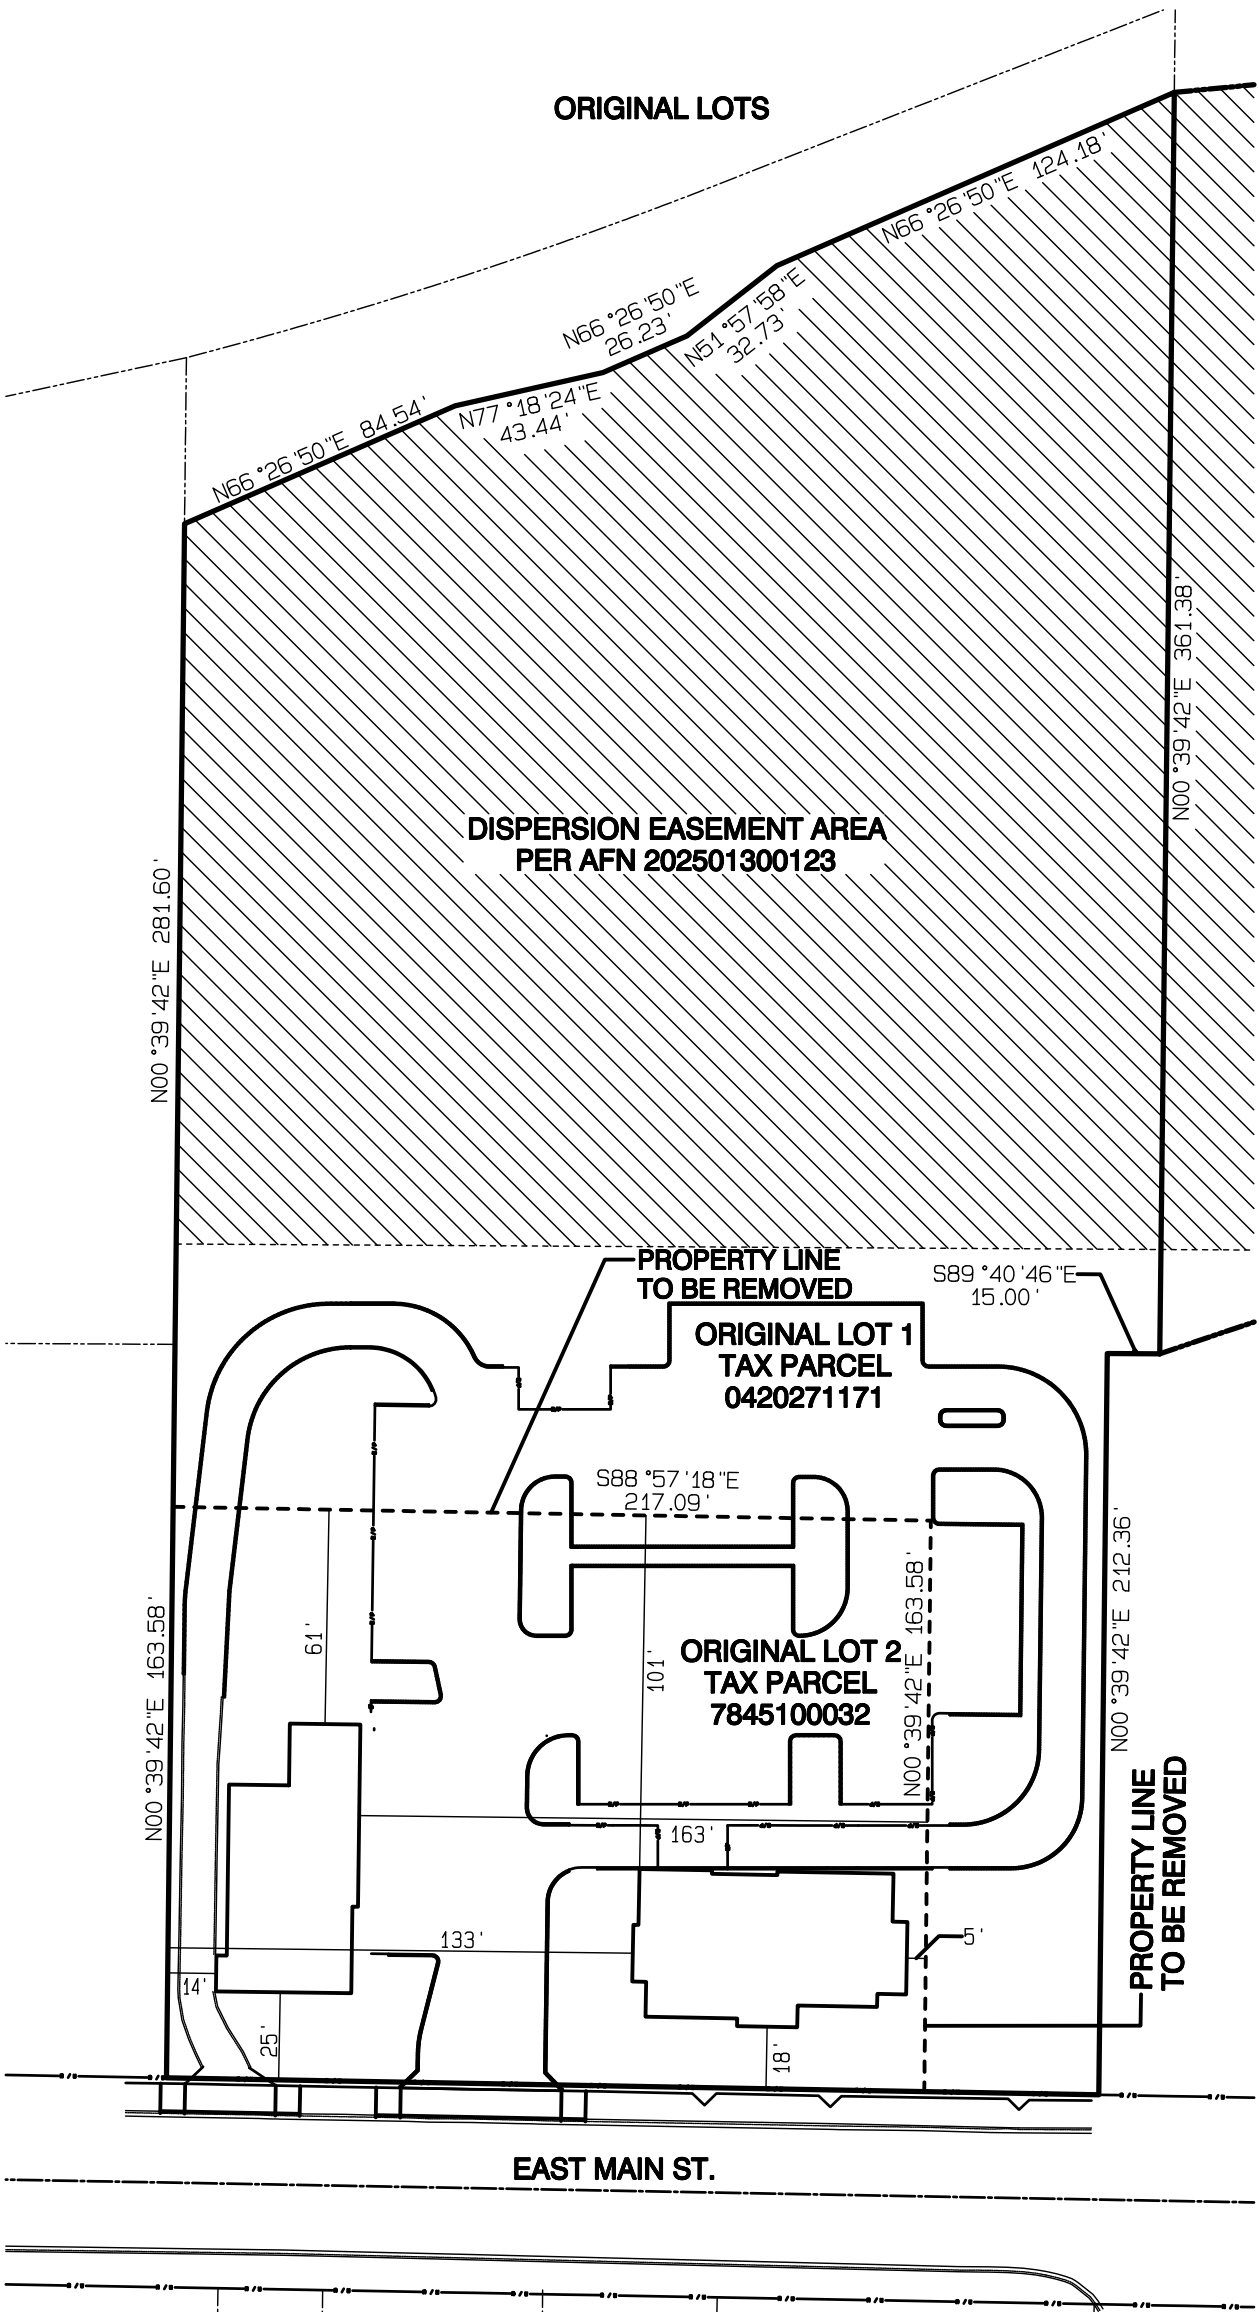 ORIGINAL LOTS
N66°26'50"E 124.18'
N66°26'50"E
26.23'
N51°57'58"E
32.73'
N66°26'50"E 84.54'
N77°18'24"E
43.44'
N00°39'42"E 361.38'
DISPERSION EASEMENT AREA
PER AFN 202501300123
N00°39'42"E 281.60'
PROPERTY LINE
TO BE REMOVED
S89°40'46"E
15.00'
ORIGINAL LOT 1
TAX PARCEL
0420271171
S88°57'18"E
217.09'
N00°39'42"E 163.58'
61'
101'
ORIGINAL LOT 2
TAX PARCEL
7845100032
N00°39'42"E 163.58'
N00°39'42"E 212.36'
163'
PROPERTY LINE
TO BE REMOVED
133'
5'
14'
25'
18'
EAST MAIN ST.